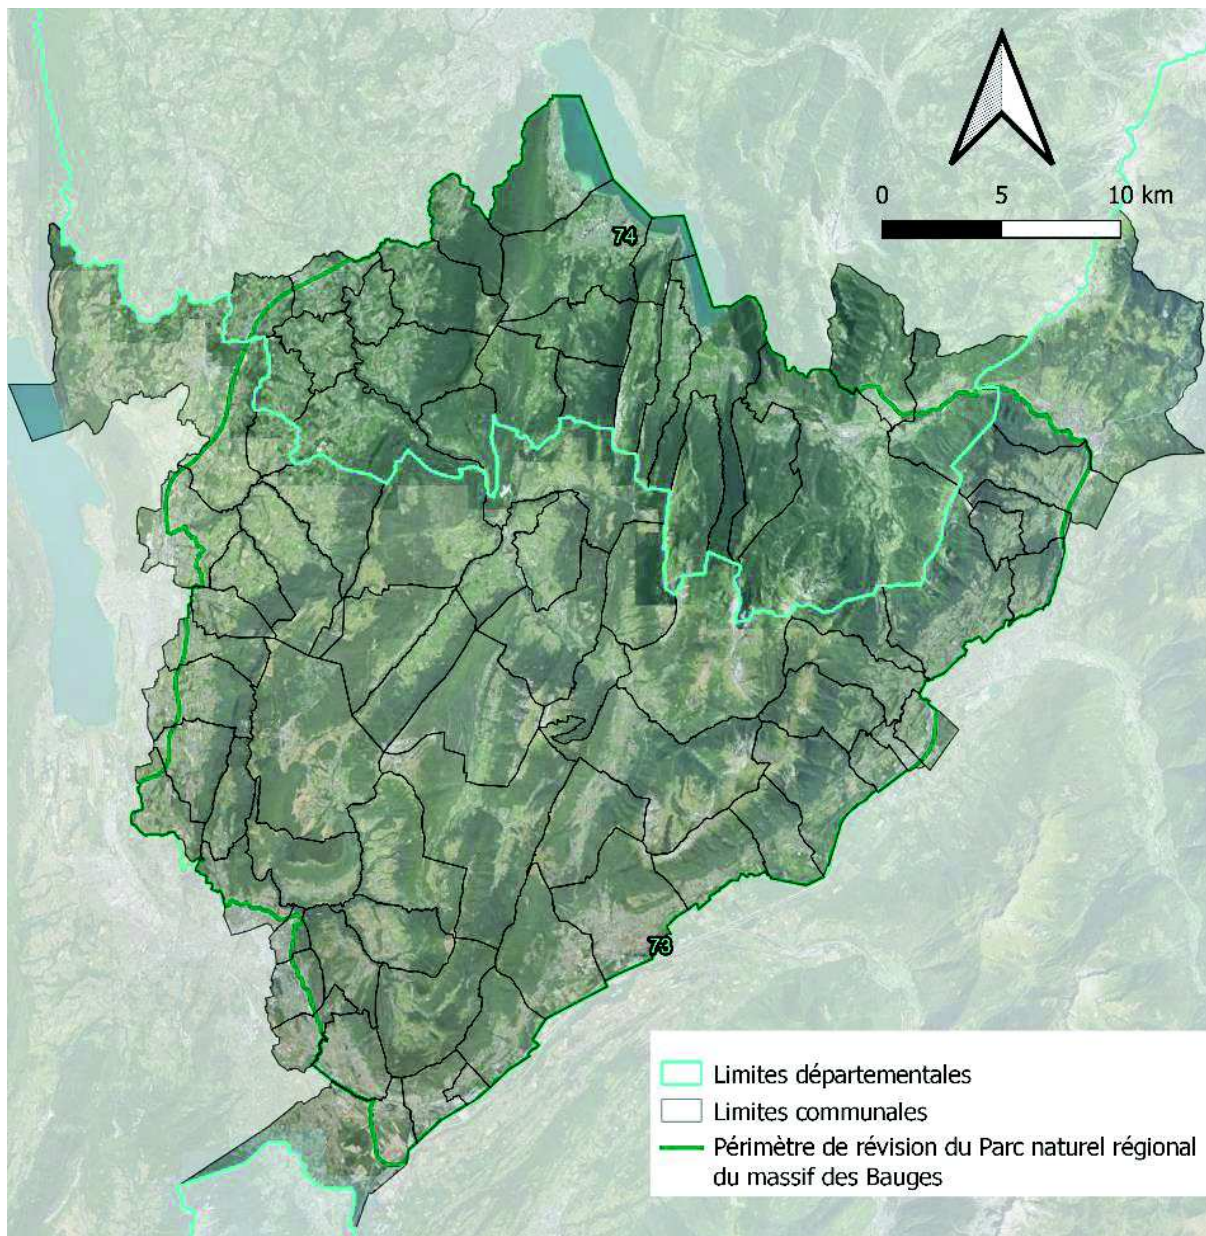 0 5 10 km
74
73
Limites départementales
Limites communales
Périmètre de révision du Parc naturel régional
du massif des Bauges